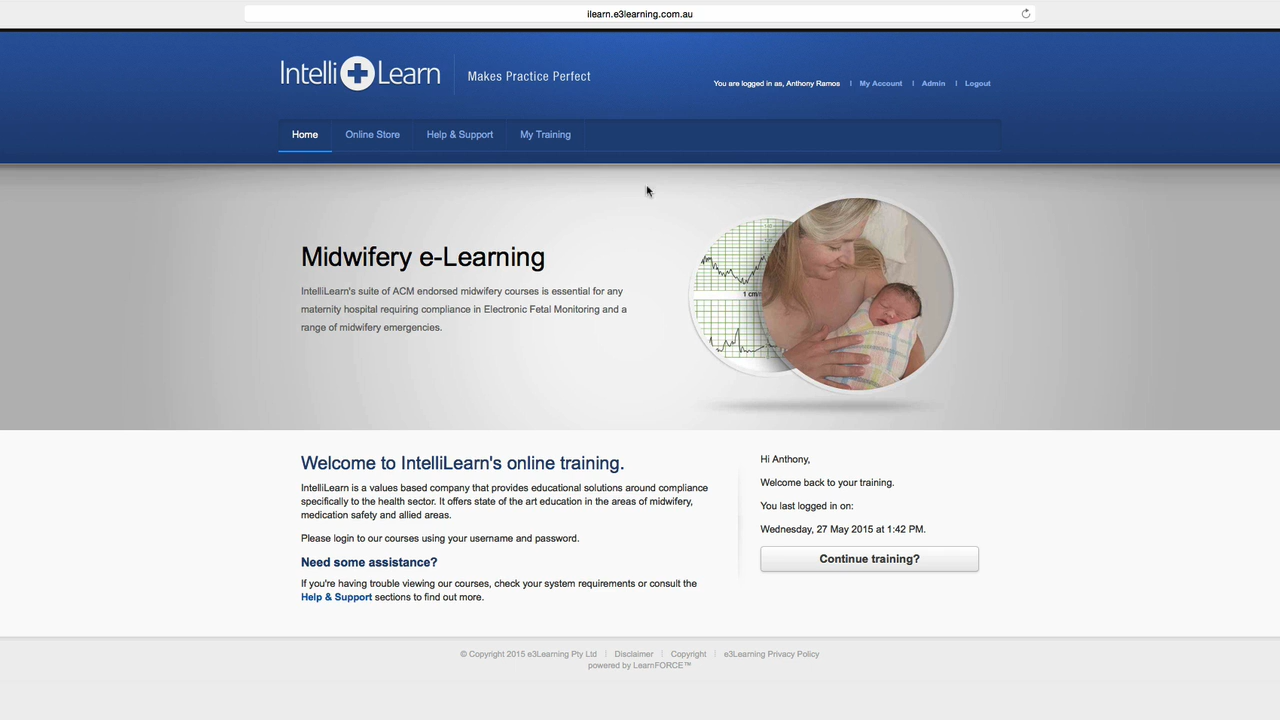 ilearn.e3learning.com.au
Intelli Learn
Makes Practice Perfect
You are logged in as, Anthony Ramos | My Account | Admin | Logout
Home Online Store Help & Support My Training
Midwifery e-Learning
IntelliLearn's suite of ACM endorsed midwifery courses is essential for any
maternity hospital requiring compliance in Electronic Fetal Monitoring and a
range of midwifery emergencies.
Welcome to IntelliLearn's online training.
IntelliLearn is a values based company that provides educational solutions around compliance
specifically to the health sector. It offers state of the art education in the areas of midwifery,
medication safety and allied areas.
Please login to our courses using your username and password.
Need some assistance?
If you're having trouble viewing our courses, check your system requirements or consult the
Help & Support sections to find out more.
Hi Anthony,
Welcome back to your training.
You last logged in on:
Wednesday, 27 May 2015 at 1:42 PM.
Continue training?
© Copyright 2015 e3Learning Pty Ltd | Disclaimer | Copyright | e3Learning Privacy Policy
powered by LearnFORCE™